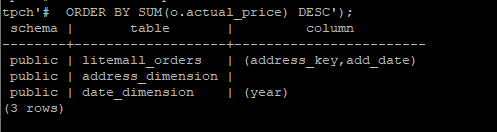 tpch'#  ORDER BY SUM(o.actual_price) DESC');
 schema |       table       |         column
--------+-------------------+------------------------
 public | litemall_orders   | (address_key,add_date)
 public | address_dimension |
 public | date_dimension    | (year)
(3 rows)